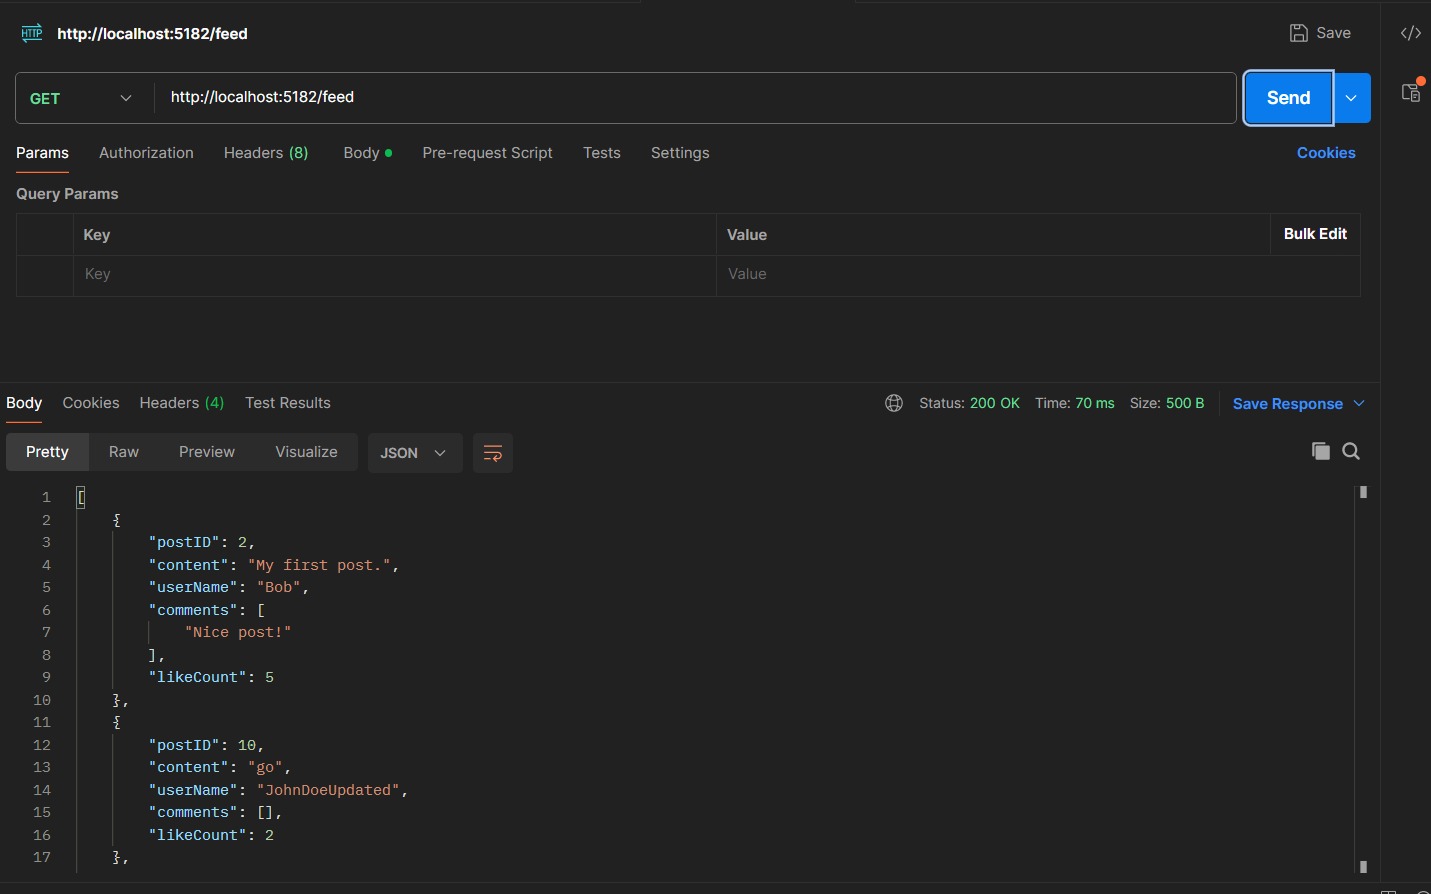 HTTP http://localhost:5182/feed Save </>
GET http://localhost:5182/feed Send
Params Authorization Headers (8) Body Pre-request Script Tests Settings Cookies
Query Params
Key Value Bulk Edit
Key Value
Body Cookies Headers (4) Test Results Status: 200 OK Time: 70 ms Size: 500 B Save Response
Pretty Raw Preview Visualize JSON
1 [
2 {
3 "postID": 2,
4 "content": "My first post.",
5 "userName": "Bob",
6 "comments": [
7 "Nice post!"
8 ],
9 "likeCount": 5
10 },
11 {
12 "postID": 10,
13 "content": "go",
14 "userName": "JohnDoeUpdated",
15 "comments": [],
16 "likeCount": 2
17 },